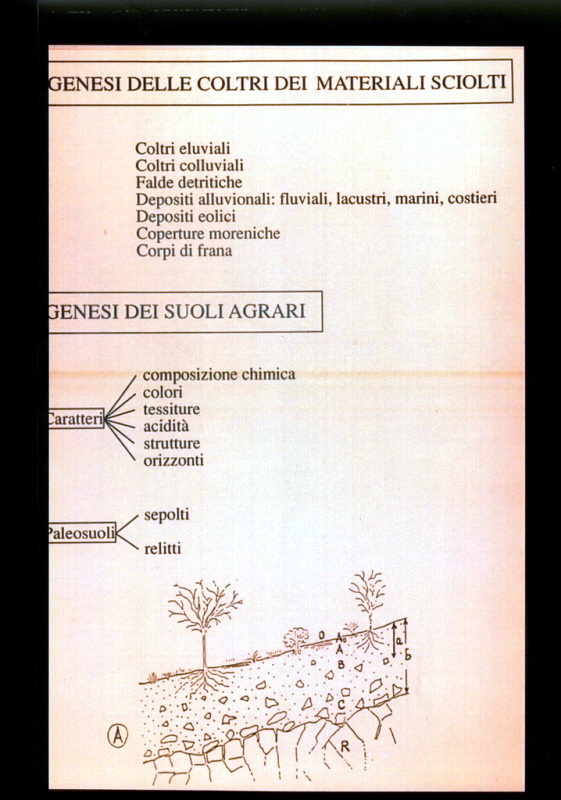 GENESI DELLE COLTRI DEI MATERIALI SCIOLTI
Coltri eluviali
Coltri colluviali
Falde detritiche
Depositi alluvionali: fluviali, lacustri, marini, costieri
Depositi eolici
Coperture moreniche
Corpi di frana
GENESI DEI SUOLI AGRARI
Caratteri
composizione chimica
colori
tessiture
acidità
strutture
orizzonti
Paleosuoli
sepolti
relitti
O A₀
A
B
C
R
a
b
A